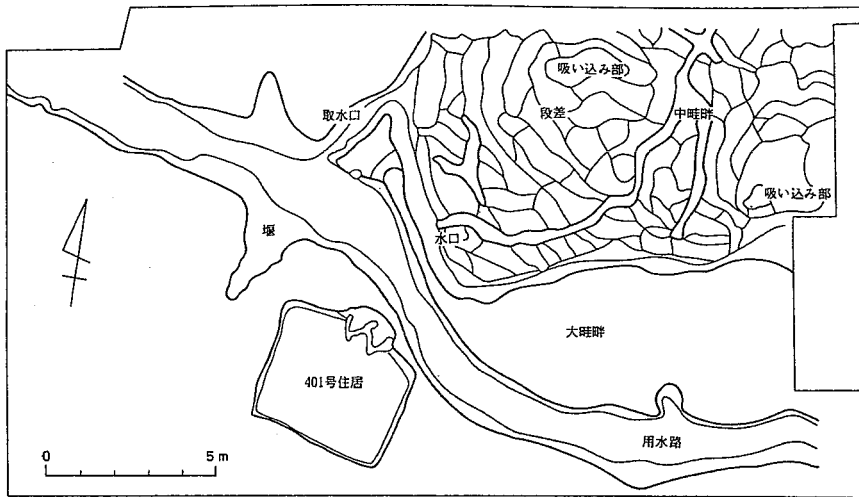 吸い込み部
取水口
段差
中畦畔
吸い込み部
堰
水口
大畦畔
401号住居
用水路
0
5 m